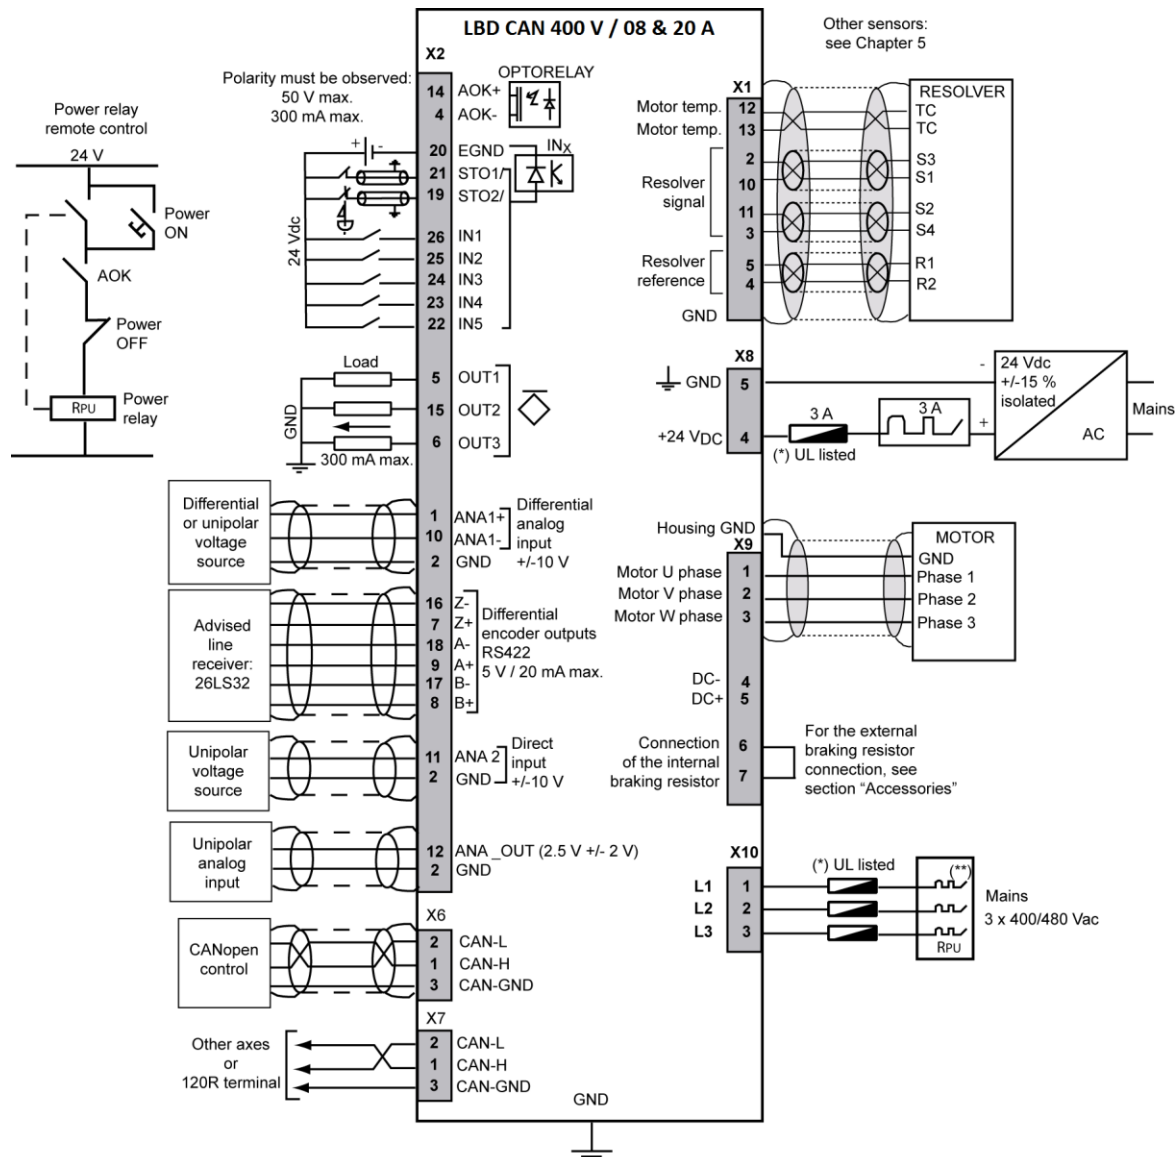 LBD CAN 400 V / 08 & 20 A
Power relay
remote control
24 V
Power
ON
AOK
Power
OFF
RPU
Power
relay
Polarity must be observed:
50 V max.
300 mA max.
X2
14 AOK+
4 AOK-
OPTORELAY
+ -
20 EGND
INX
21 STO1/
19 STO2/
24 Vdc
26 IN1
25 IN2
24 IN3
23 IN4
22 IN5
Load
GND
5 OUT1
15 OUT2
6 OUT3
300 mA max.
Differential
or unipolar
voltage
source
1 ANA1+
10 ANA1-
2 GND
Differential
analog
input
+/-10 V
Advised
line
receiver:
26LS32
16 Z-
7 Z+
18 A-
9 A+
17 B-
8 B+
Differential
encoder outputs
RS422
5 V / 20 mA max.
Unipolar
voltage
source
11 ANA 2
2 GND
Direct
input
+/-10 V
Unipolar
analog
input
12 ANA _OUT (2.5 V +/- 2 V)
2 GND
X6
CANopen
control
2 CAN-L
1 CAN-H
3 CAN-GND
X7
Other axes
or
120R terminal
2 CAN-L
1 CAN-H
3 CAN-GND
GND
Other sensors:
see Chapter 5
X1
RESOLVER
Motor temp. 12 TC
Motor temp. 13 TC
Resolver
signal
2 S3
10 S1
11 S2
3 S4
Resolver
reference
5 R1
4 R2
GND
X8
GND 5
+24 VDC 4
3 A
(*) UL listed
3 A
-
+
24 Vdc
+/-15 %
isolated
AC
Mains
Housing GND
X9
MOTOR
GND
Motor U phase 1 Phase 1
Motor V phase 2 Phase 2
Motor W phase 3 Phase 3
DC- 4
DC+ 5
Connection
of the internal
braking resistor
6
7
For the external
braking resistor
connection, see
section “Accessories”
X10
(*) UL listed
(**)
L1 1
L2 2
L3 3
RPU
Mains
3 x 400/480 Vac